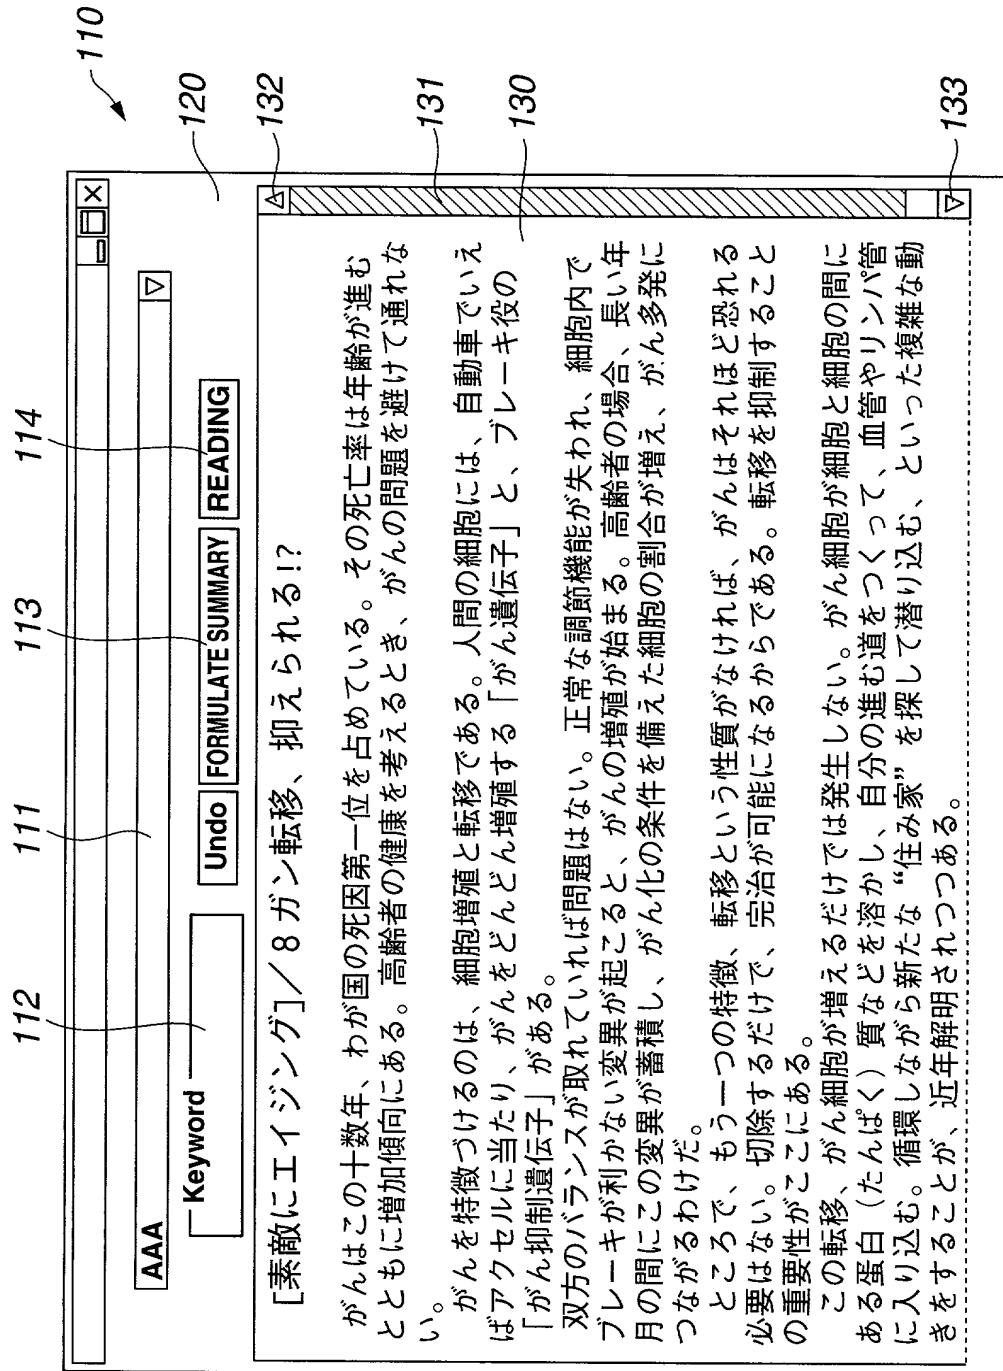 110
120
132
131
130
133
114
113
111
112
AAA
Keyword
Undo
FORMULATE SUMMARY
READING
[素敵にエイジング]／8 ガン転移、抑えられる!?
がんはこの十数年、わが国の死因第一位を占めている。その死亡率は年齢が進む
とともに増加傾向にある。高齢者の健康を考えるとき、がんの問題を避けて通れな
い。
がんを特徴づけるのは、細胞増殖と転移である。人間の細胞には、自動車でいえ
ばアクセルに当たり、がんをどんどん増殖する「がん遺伝子」と、ブレーキ役の
「がん抑制遺伝子」がある。
双方のバランスが取れていれば問題はない。正常な調節機能が失われ、細胞内で
ブレーキが利かない変異が起こると、がんの増殖が始まる。高齢者の場合、長い年
月の間にこの変異が蓄積し、がん化の条件を備えた細胞の割合が増え、がん多発に
つながるわけだ。
ところで、もう一つの特徴、転移という性質がなければ、がんはそれほど恐れる
必要はない。切除するだけで、完治が可能になるからである。転移を抑制すること
の重要性がここにある。
この転移、がん細胞が増えるだけでは発生しない。がん細胞が細胞と細胞の間に
ある蛋白（たんぱく）質などを溶かし、自分の進む道をつくって、血管やリンパ管
に入り込む。循環しながら新たな“住み家”を探して潜り込む、といった複雑な動
きをすることが、近年解明されつつある。